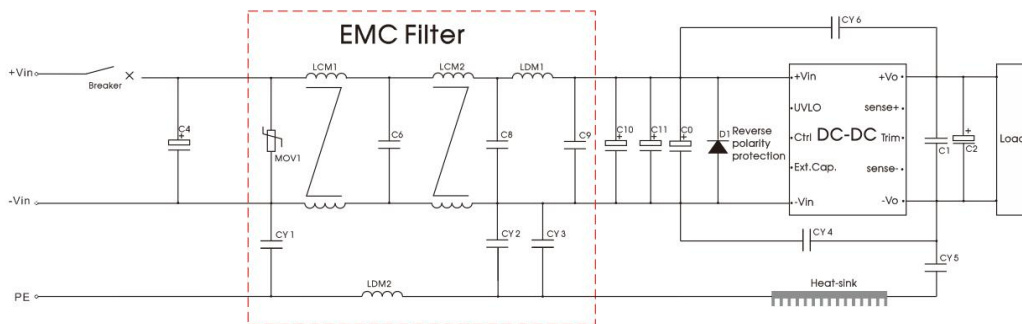 EMC Filter
CY6
+Vin
Breaker
LCM1
LCM2
LDM1
C4
MOV1
C6
C8
C9
C10
C11
C0
D1
Reverse
polarity
protection
+Vin
+Vo
UVLO
sense+
Ctrl
DC-DC
Trim
Ext.Cap.
sense-
-Vin
-Vo
C1
C2
Load
-Vin
CY1
CY2
CY3
CY4
CY5
LDM2
Heat-sink
PE